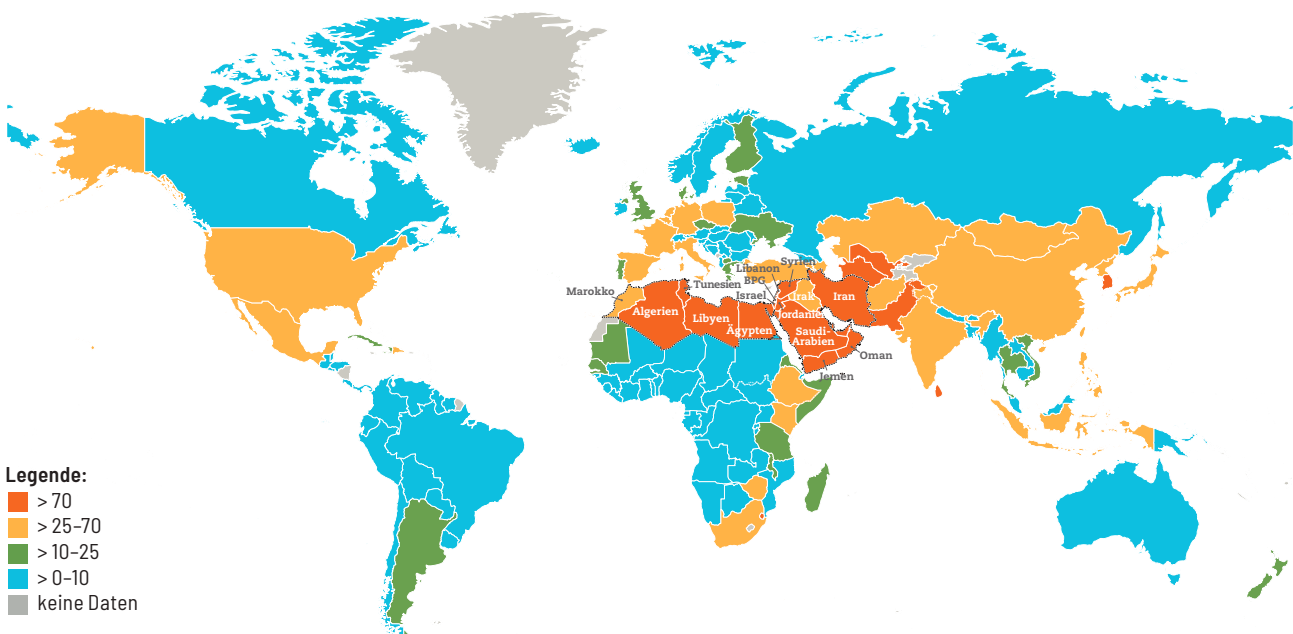 Syrien
Libanon
BPG
Israel
Tunesien
Marokko
Algerien
Libyen
Ägypten
Irak
Iran
Jordanien
Saudi-
Arabien
Oman
Jemen
Legende:
> 70
> 25–70
> 10–25
> 0–10
keine Daten